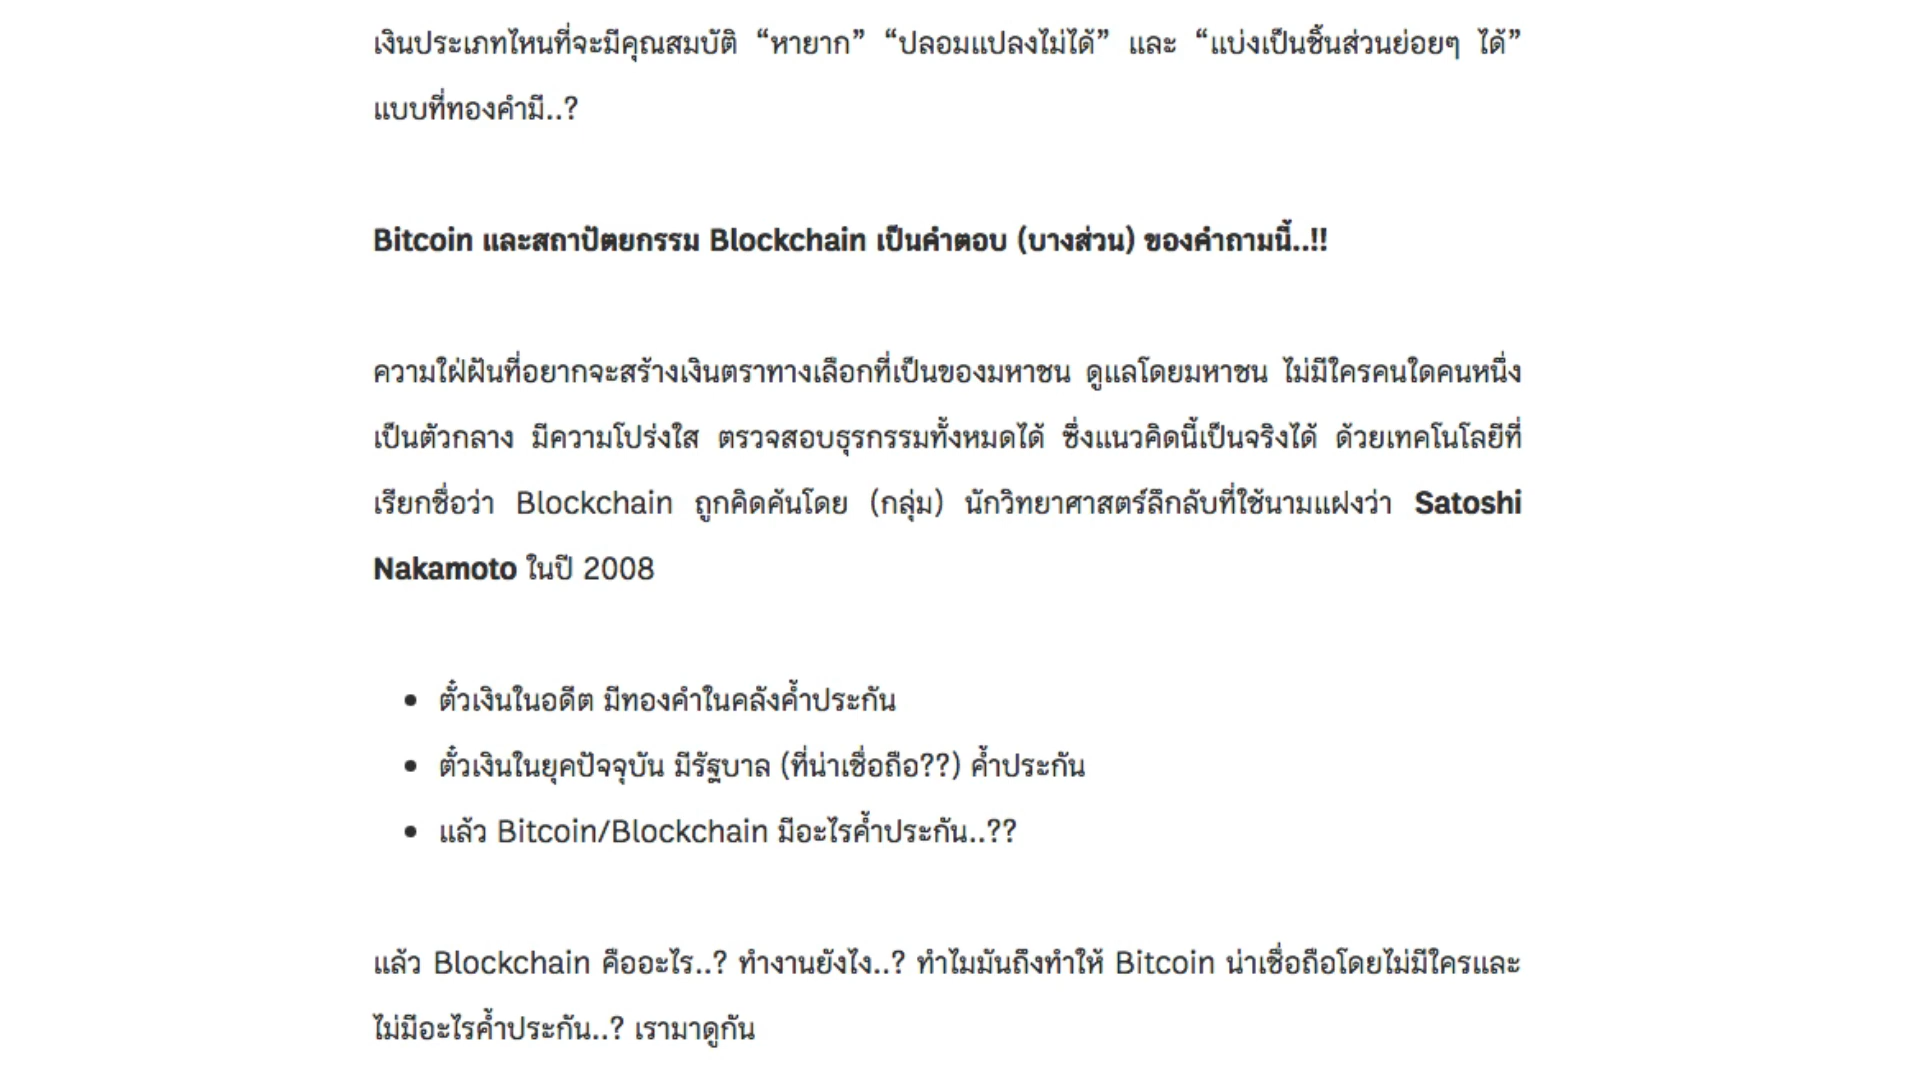 เงินประเภทไหนที่จะมีคุณสมบัติ “หายาก” “ปลอมแปลงไม่ได้” และ “แบ่งเป็นชิ้นส่วนย่อยๆ ได้”
แบบที่ทองคำมี..?
Bitcoin และสถาปัตยกรรม Blockchain เป็นคำตอบ (บางส่วน) ของคำถามนี้..!!
ความใฝ่ฝันที่อยากจะสร้างเงินตราทางเลือกที่เป็นของมหาชน ดูแลโดยมหาชน ไม่มีใครคนใดคนหนึ่ง
เป็นตัวกลาง มีความโปร่งใส ตรวจสอบธุรกรรมทั้งหมดได้ ซึ่งแนวคิดนี้เป็นจริงได้ ด้วยเทคโนโลยีที่
เรียกชื่อว่า Blockchain ถูกคิดค้นโดย (กลุ่ม) นักวิทยาศาสตร์ลึกลับที่ใช้นามแฝงว่า Satoshi
Nakamoto ในปี 2008
• ตั๋วเงินในอดีต มีทองคำในคลังค้ำประกัน
• ตั๋วเงินในยุคปัจจุบัน มีรัฐบาล (ที่น่าเชื่อถือ??) ค้ำประกัน
• แล้ว Bitcoin/Blockchain มีอะไรค้ำประกัน..??
แล้ว Blockchain คืออะไร..? ทำงานยังไง..? ทำไมมันถึงทำให้ Bitcoin น่าเชื่อถือโดยไม่มีใครและ
ไม่มีอะไรค้ำประกัน..? เรามาดูกัน